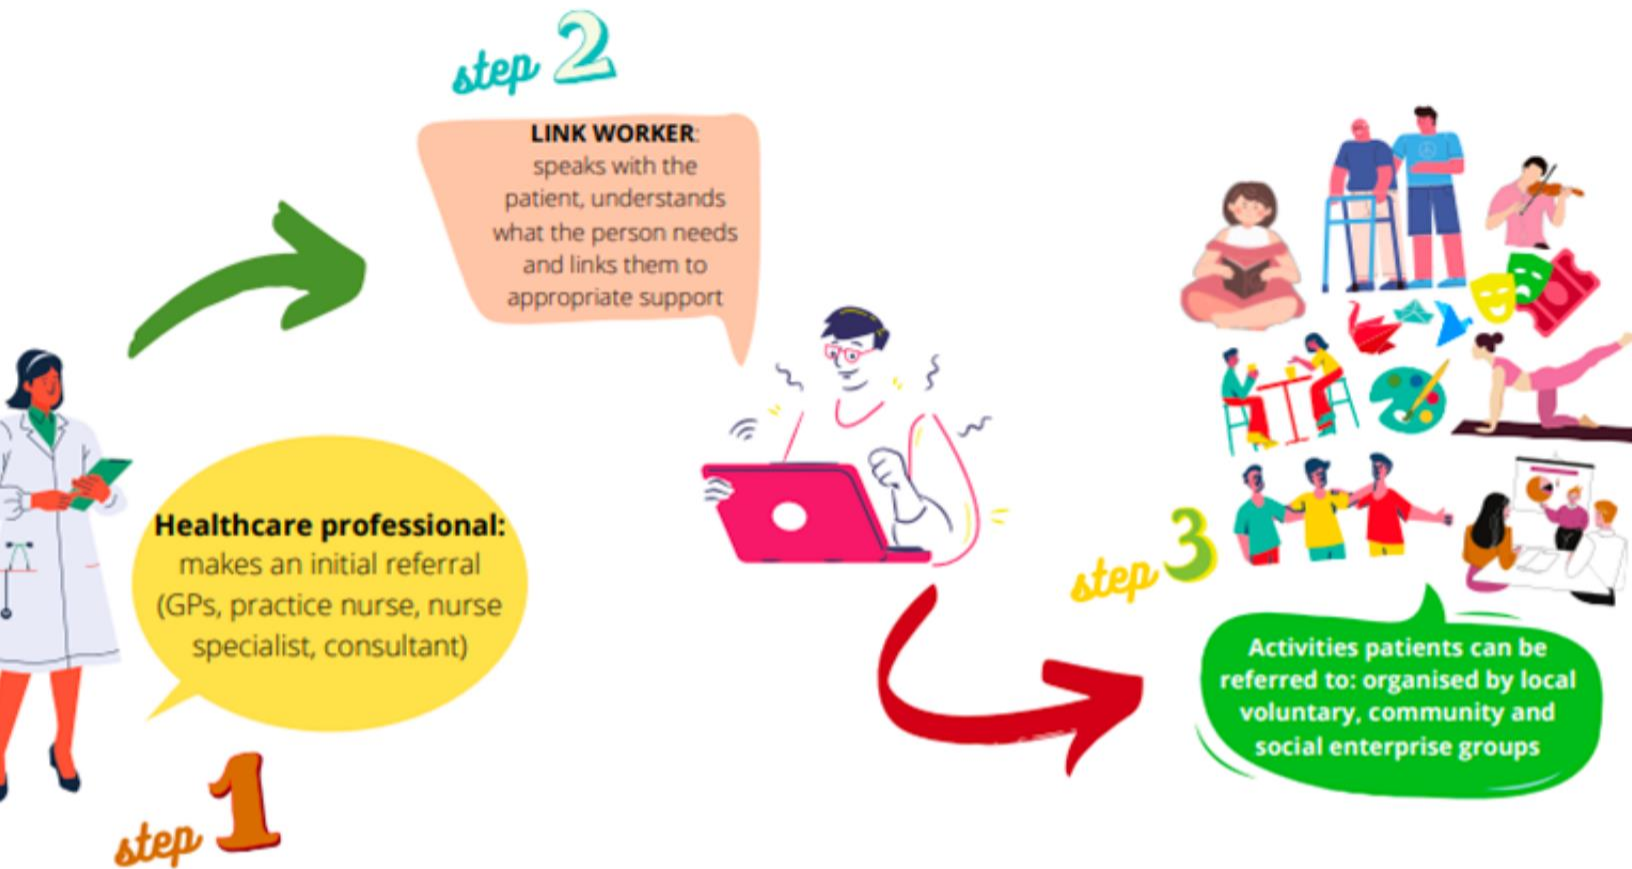 step 1
Healthcare professional:
makes an initial referral
(GPs, practice nurse, nurse
specialist, consultant)
step 2
LINK WORKER:
speaks with the
patient, understands
what the person needs
and links them to
appropriate support
step 3
Activities patients can be
referred to: organised by local
voluntary, community and
social enterprise groups